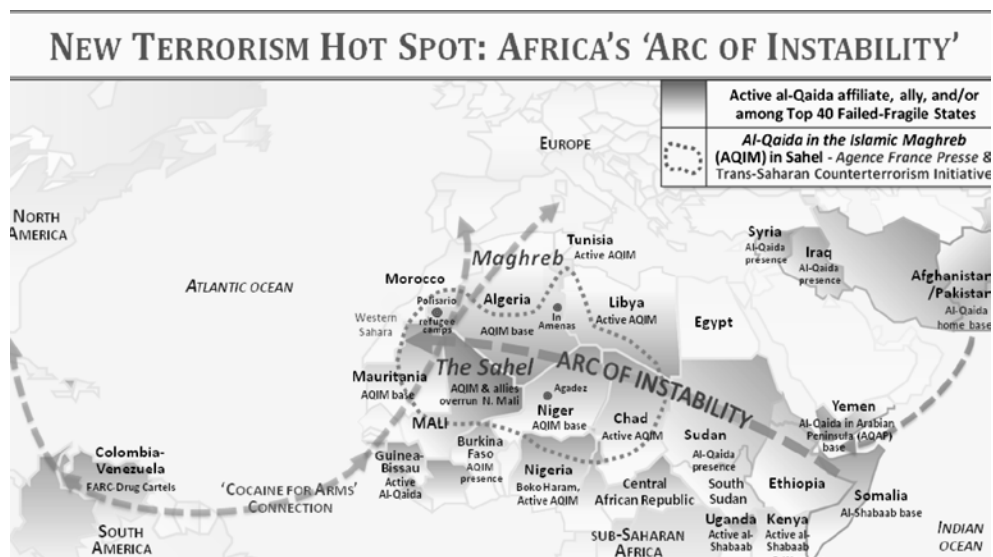 NEW TERRORISM HOT SPOT: AFRICA'S 'ARC OF INSTABILITY'
Active al-Qaida affiliate, ally, and/or
among Top 40 Failed-Fragile States
Al-Qaida in the Islamic Maghreb
(AQIM) in Sahel - Agence France Presse &
Trans-Saharan Counterterrorism Initiative
EUROPE
NORTH
AMERICA
ATLANTIC OCEAN
Maghreb
Tunisia
Active AQIM
Syria
Al-Qaida
presence
Iraq
Al-Qaida
presence
Afghanistan
/Pakistan
Al-Qaida
home base
Morocco
Polisario
refugee
camps
Western
Sahara
Algeria
AQIM base
In
Amenas
Libya
Active AQIM
Egypt
The Sahel
AQIM & allies
overrun N. Mali
ARC OF INSTABILITY
Mauritania
AQIM base
MALI
Agadez
Niger
AQIM base
Chad
Active AQIM
Sudan
Al-Qaida
presence
Yemen
Al-Qaida in Arabian
Peninsula (AQAP)
base
Colombia-
Venezuela
FARC-Drug Cartels
'COCAINE FOR ARMS'
CONNECTION
Guinea-
Bissau
Active
Al-Qaida
Burkina
Faso
AQIM
presence
Nigeria
Boko Haram,
Active AQIM
Central
African Republic
South
Sudan
Ethiopia
Somalia
Al-Shabaab base
Uganda
Active al-
Shabaab
Kenya
Active al-
Shabaab
SOUTH
AMERICA
SUB-SAHARAN
AFRICA
INDIAN
OCEAN